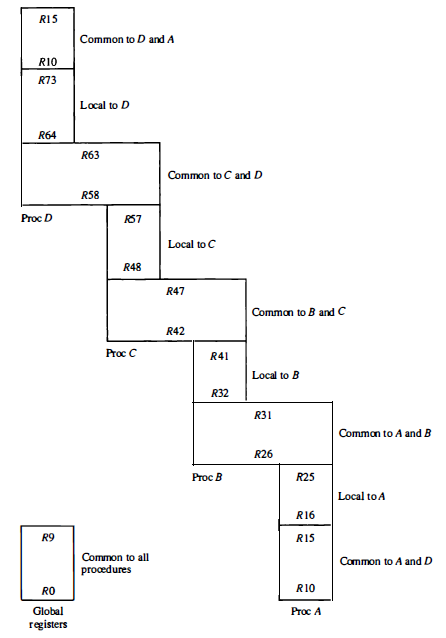 R15
Common to D and A
R10
R73
Local to D
R64
R63
Common to C and D
R58
Proc D
R57
Local to C
R48
R47
Common to B and C
R42
Proc C
R41
Local to B
R32
R31
Common to A and B
R26
Proc B
R25
Local to A
R16
R15
Common to A and D
R10
Proc A
R9
Common to all
procedures
R0
Global
registers